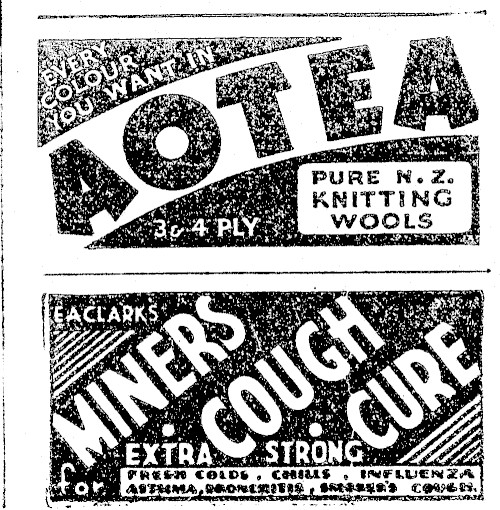 EVERY
COLOUR
YOU WANT IN
AOTEA
3 & 4 PLY
PURE N.Z.
KNITTING
WOOLS
E.A.CLARKS
MINERS
COUGH
CURE
EXTRA STRONG
for
FRESH COLDS, CHILLS, INFLUENZA
ASTHMA, BRONCHITIS, SMOKER'S COUGH.